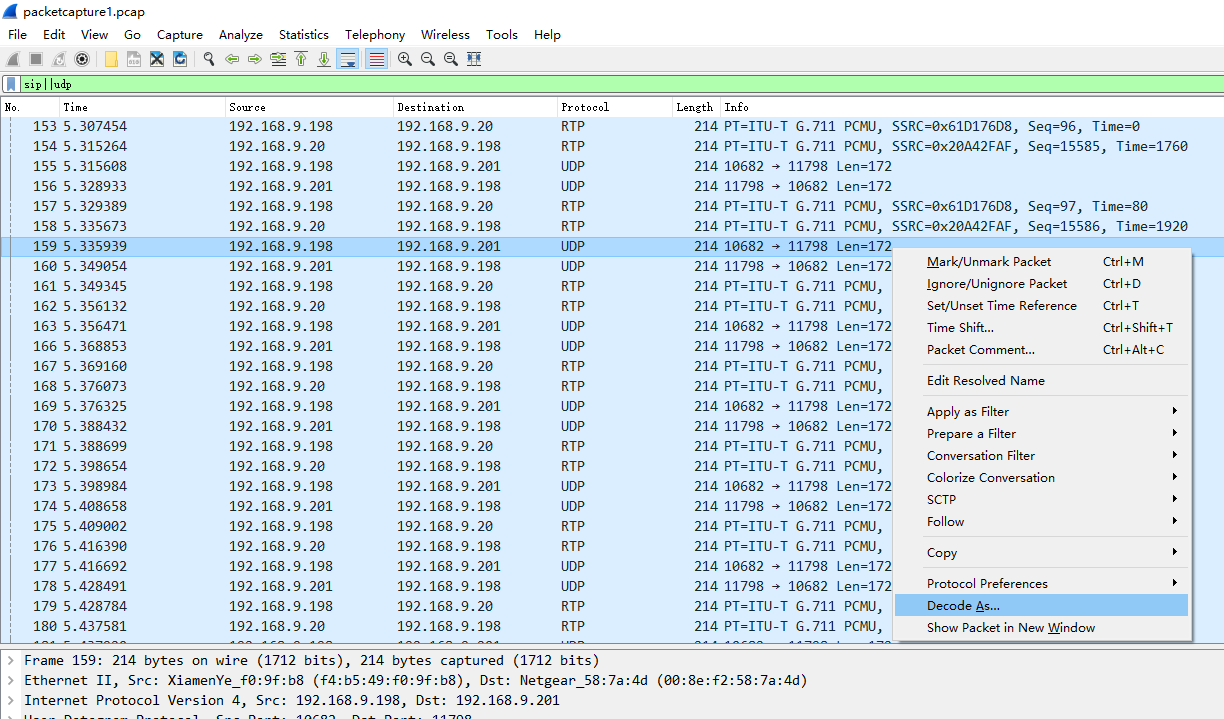 packetcapture1.pcap
File Edit View Go Capture Analyze Statistics Telephony Wireless Tools Help
sip||udp
No. Time Source Destination Protocol Length Info
153 5.307454 192.168.9.198 192.168.9.20 RTP 214 PT=ITU-T G.711 PCMU, SSRC=0x61D176D8, Seq=96, Time=0
154 5.315264 192.168.9.20 192.168.9.198 RTP 214 PT=ITU-T G.711 PCMU, SSRC=0x20A42FAF, Seq=15585, Time=1760
155 5.315608 192.168.9.198 192.168.9.201 UDP 214 10682 → 11798 Len=172
156 5.328933 192.168.9.201 192.168.9.198 UDP 214 11798 → 10682 Len=172
157 5.329389 192.168.9.198 192.168.9.20 RTP 214 PT=ITU-T G.711 PCMU, SSRC=0x61D176D8, Seq=97, Time=80
158 5.335673 192.168.9.20 192.168.9.198 RTP 214 PT=ITU-T G.711 PCMU, SSRC=0x20A42FAF, Seq=15586, Time=1920
159 5.335939 192.168.9.198 192.168.9.201 UDP 214 10682 → 11798 Len=172
160 5.349054 192.168.9.201 192.168.9.198 UDP 214 11798 → 10682 Len=172
161 5.349345 192.168.9.198 192.168.9.20 RTP 214 PT=ITU-T G.711 PCMU,
162 5.356132 192.168.9.20 192.168.9.198 RTP 214 PT=ITU-T G.711 PCMU,
163 5.356471 192.168.9.198 192.168.9.201 UDP 214 10682 → 11798 Len=172
166 5.368853 192.168.9.201 192.168.9.198 UDP 214 11798 → 10682 Len=172
167 5.369160 192.168.9.198 192.168.9.20 RTP 214 PT=ITU-T G.711 PCMU,
168 5.376073 192.168.9.20 192.168.9.198 RTP 214 PT=ITU-T G.711 PCMU,
169 5.376325 192.168.9.198 192.168.9.201 UDP 214 10682 → 11798 Len=172
170 5.388432 192.168.9.201 192.168.9.198 UDP 214 11798 → 10682 Len=172
171 5.388699 192.168.9.198 192.168.9.20 RTP 214 PT=ITU-T G.711 PCMU,
172 5.398654 192.168.9.20 192.168.9.198 RTP 214 PT=ITU-T G.711 PCMU,
173 5.398984 192.168.9.198 192.168.9.201 UDP 214 10682 → 11798 Len=172
174 5.408658 192.168.9.201 192.168.9.198 UDP 214 11798 → 10682 Len=172
175 5.409002 192.168.9.198 192.168.9.20 RTP 214 PT=ITU-T G.711 PCMU,
176 5.416390 192.168.9.20 192.168.9.198 RTP 214 PT=ITU-T G.711 PCMU,
177 5.416692 192.168.9.198 192.168.9.201 UDP 214 10682 → 11798 Len=172
178 5.428491 192.168.9.201 192.168.9.198 UDP 214 11798 → 10682 Len=172
179 5.428784 192.168.9.198 192.168.9.20 RTP 214 PT=ITU-T G.711 PCMU,
180 5.437581 192.168.9.20 192.168.9.198 RTP 214 PT=ITU-T G.711 PCMU,
Mark/Unmark Packet Ctrl+M
Ignore/Unignore Packet Ctrl+D
Set/Unset Time Reference Ctrl+T
Time Shift... Ctrl+Shift+T
Packet Comment... Ctrl+Alt+C
Edit Resolved Name
Apply as Filter
Prepare a Filter
Conversation Filter
Colorize Conversation
SCTP
Follow
Copy
Protocol Preferences
Decode As...
Show Packet in New Window
Frame 159: 214 bytes on wire (1712 bits), 214 bytes captured (1712 bits)
Ethernet II, Src: XiamenYe_f0:9f:b8 (f4:b5:49:f0:9f:b8), Dst: Netgear_58:7a:4d (00:8e:f2:58:7a:4d)
Internet Protocol Version 4, Src: 192.168.9.198, Dst: 192.168.9.201